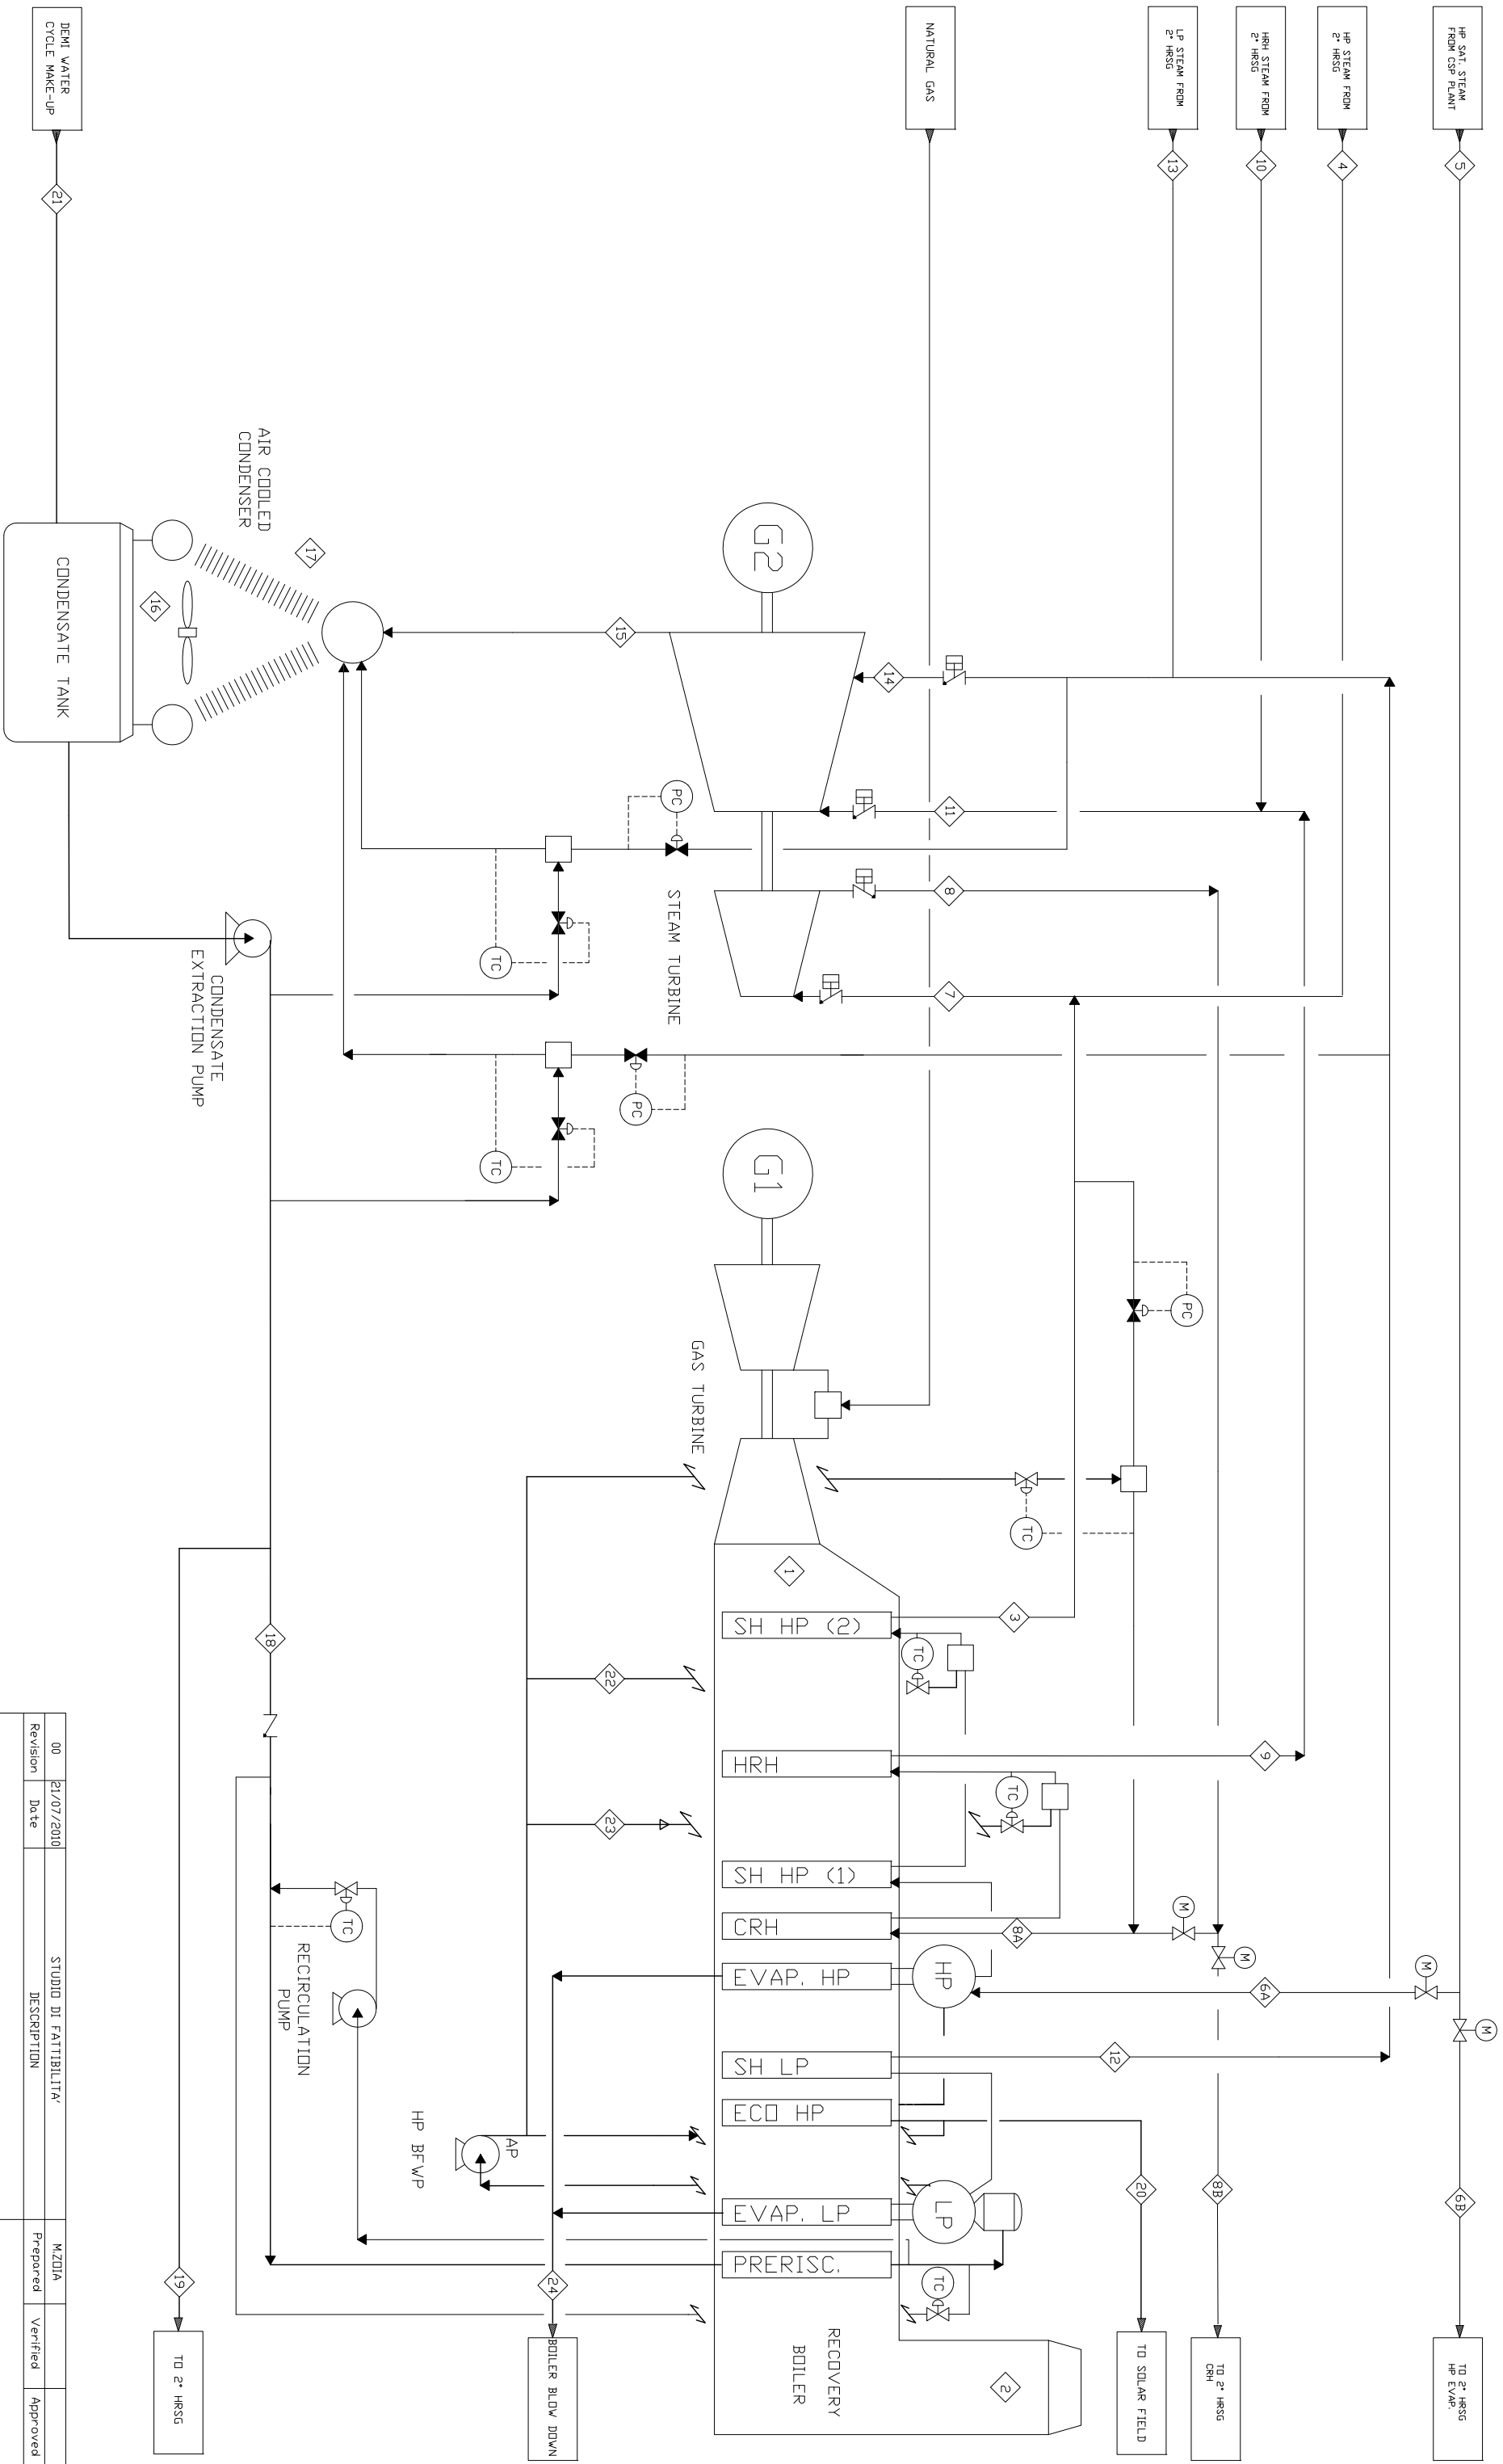 HP SAT. STEAM
FROM CSP PLANT
5
6A
6B
M
M
TO 2° HRSG
HP EVAP.
HP STEAM FROM
2° HRSG
4
HRH STEAM FROM
2° HRSG
10
LP STEAM FROM
2° HRSG
13
8A
8B
M
M
TO 2° HRSG
CRH
PC
9
12
20
TO SOLAR FIELD
NATURAL GAS
14
11
8
7
TC
3
TC
TC
TC
2
G2
G1
1
SH HP (2)
HRH
SH HP (1)
CRH
EVAP. HP
HP
SH LP
ECO HP
EVAP. LP
LP
PRERISC.
RECOVERY
BOILER
15
PC
STEAM TURBINE
PC
GAS TURBINE
22
23
24
BOILER BLOW DOWN
TC
TC
AP
HP BFWP
AIR COOLED
CONDENSER
17
16
TC
RECIRCULATION
PUMP
CONDENSATE
EXTRACTION PUMP
18
19
TO 2° HRSG
DEMI WATER
CYCLE MAKE-UP
21
CONDENSATE TANK
00 21/07/2010 STUDIO DI FATTIBILITA' M.ZOIA
Revision Date DESCRIPTION Prepared Verified Approved